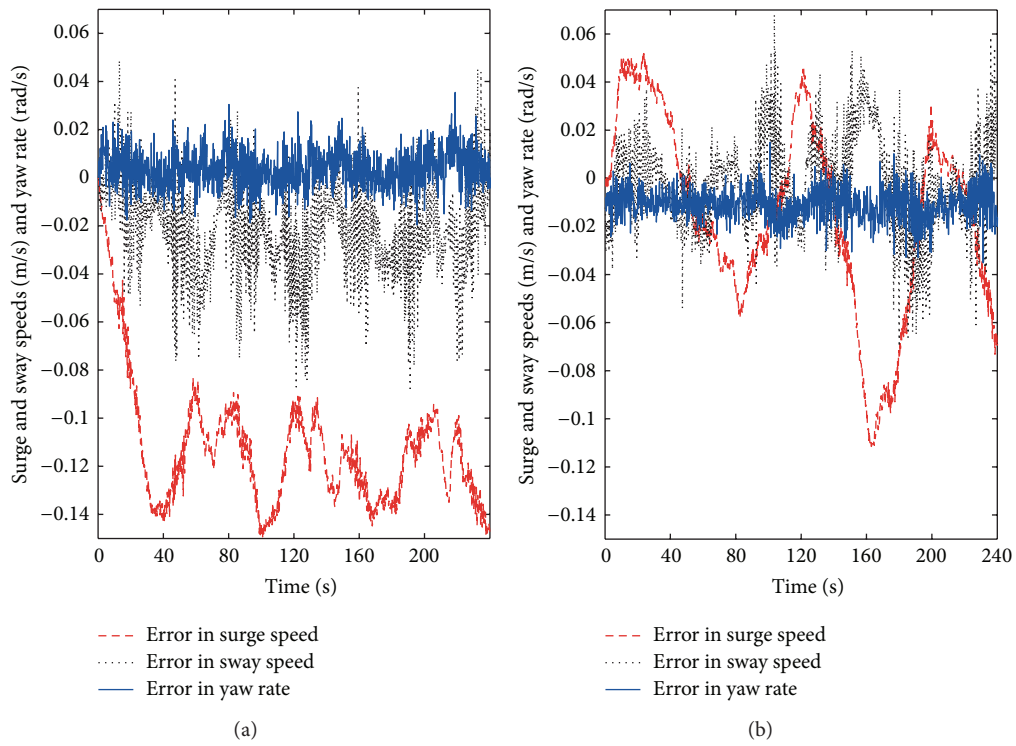 Surge and sway speeds (m/s) and yaw rate (rad/s)
0.06
0.04
0.02
0
−0.02
−0.04
−0.06
−0.08
−0.1
−0.12
−0.14
0 40 80 120 160 200
Time (s)
Error in surge speed
Error in sway speed
Error in yaw rate
(a)
Surge and sway speeds (m/s) and yaw rate (rad/s)
0.06
0.04
0.02
0
−0.02
−0.04
−0.06
−0.08
−0.1
−0.12
−0.14
0 40 80 120 160 200 240
Time (s)
Error in surge speed
Error in sway speed
Error in yaw rate
(b)